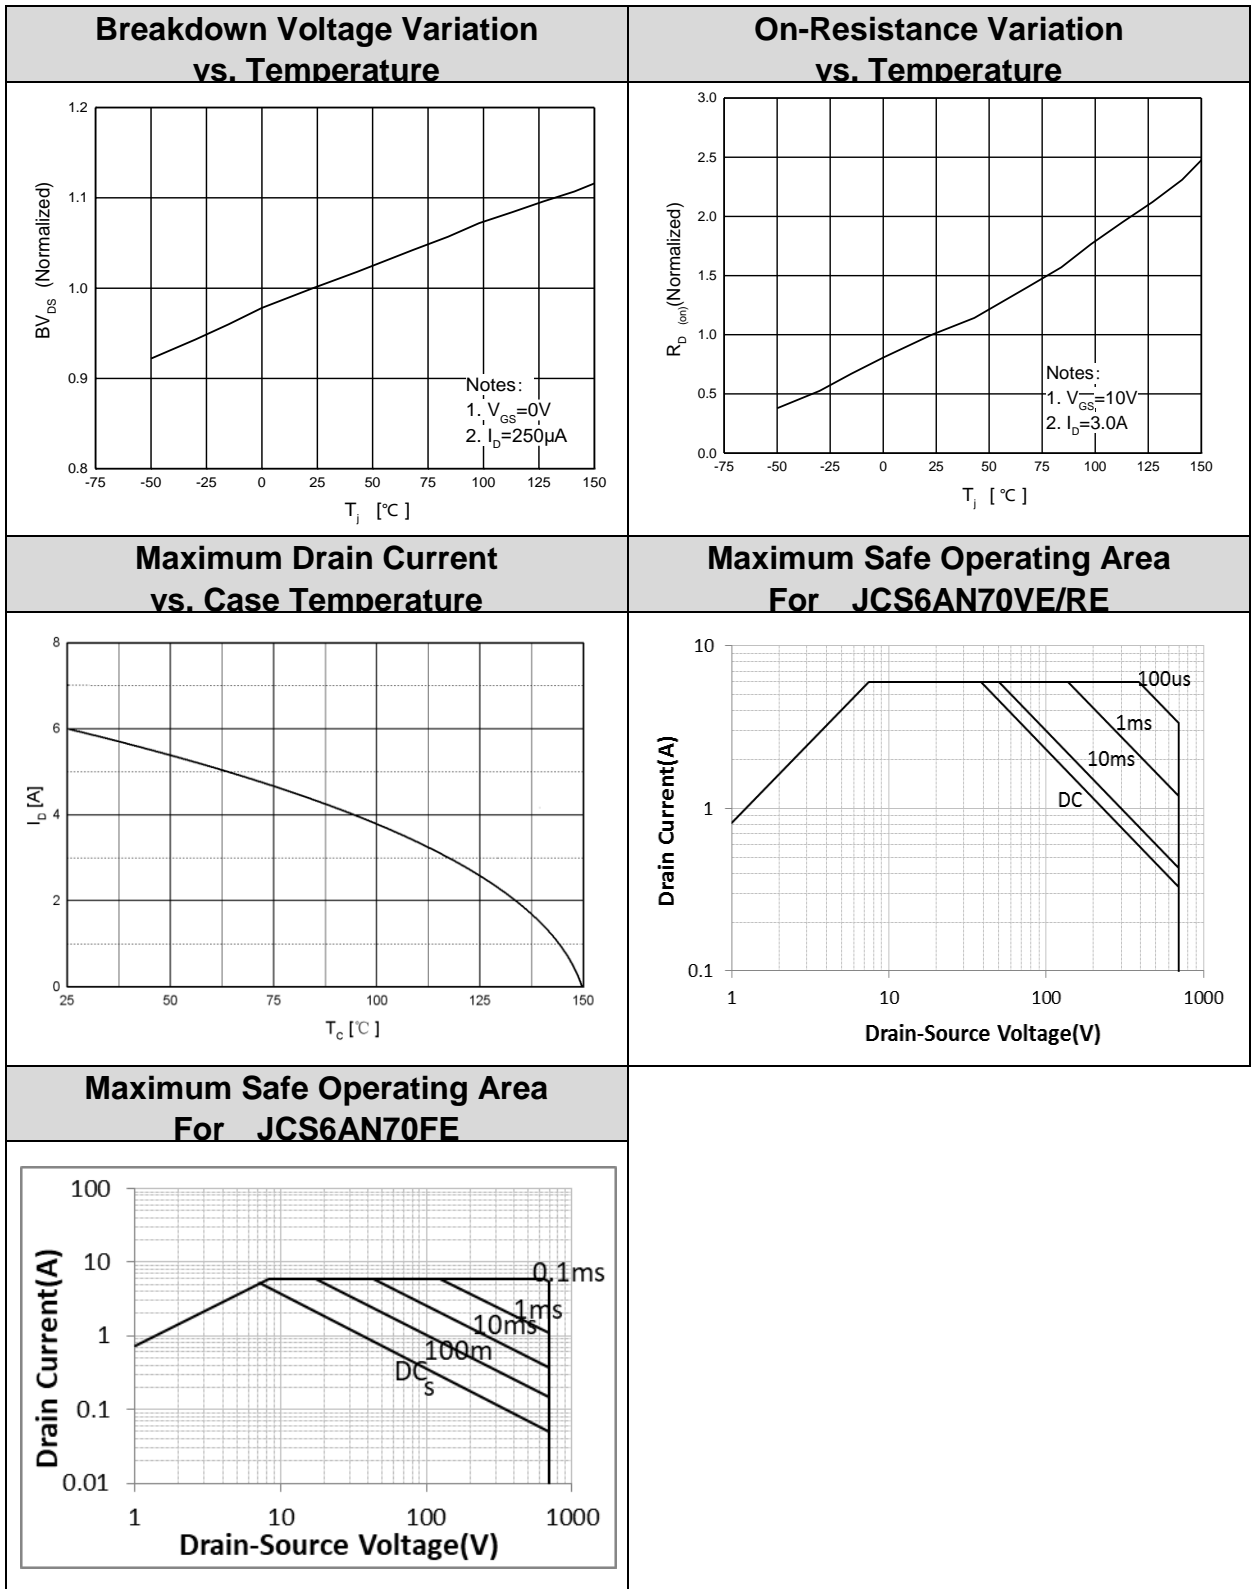 Breakdown Voltage Variation
vs. Temperature
On-Resistance Variation
vs. Temperature
1.2
1.1
1.0
0.9
0.8
-75 -50 -25 0 25 50 75 100 125 150
BVDS (Normalized)
Tj [℃]
Notes:
1. VGS=0V
2. ID=250μA
3.0
2.5
2.0
1.5
1.0
0.5
0.0
-75 -50 -25 0 25 50 75 100 125 150
RD (on)(Normalized)
Tj [℃]
Notes:
1. VGS=10V
2. ID=3.0A
Maximum Drain Current
vs. Case Temperature
Maximum Safe Operating Area
For JCS6AN70VE/RE
8
6
4
2
0
25 50 75 100 125 150
ID [A]
TC [℃]
10
1
0.1
1 10 100 1000
Drain Current(A)
Drain-Source Voltage(V)
100us
1ms
10ms
DC
Maximum Safe Operating Area
For JCS6AN70FE
100
10
1
0.1
0.01
1 10 100 1000
Drain Current(A)
Drain-Source Voltage(V)
0.1ms
1ms
10ms
100m
s
DC